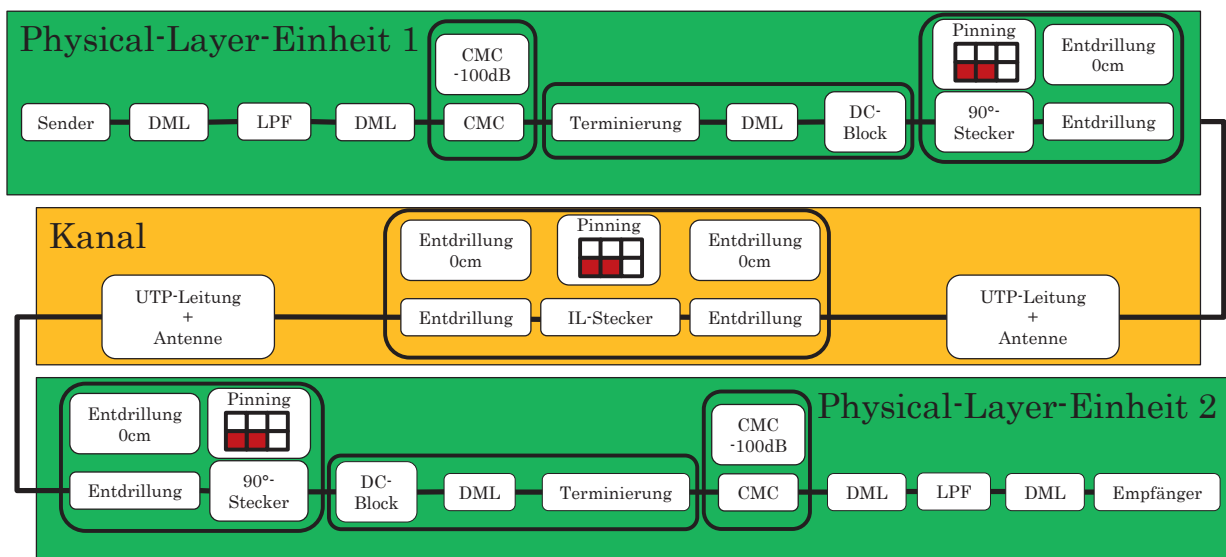 Physical-Layer-Einheit 1
CMC
-100dB
Pinning
Entdrillung
0cm
Sender
DML
LPF
DML
CMC
Terminierung
DML
DC-
Block
90°-
Stecker
Entdrillung
Kanal
Entdrillung
0cm
Pinning
Entdrillung
0cm
UTP-Leitung
+
Antenne
Entdrillung
IL-Stecker
Entdrillung
UTP-Leitung
+
Antenne
Entdrillung
0cm
Pinning
CMC
-100dB
Physical-Layer-Einheit 2
Entdrillung
90°-
Stecker
DC-
Block
DML
Terminierung
CMC
DML
LPF
DML
Empfänger